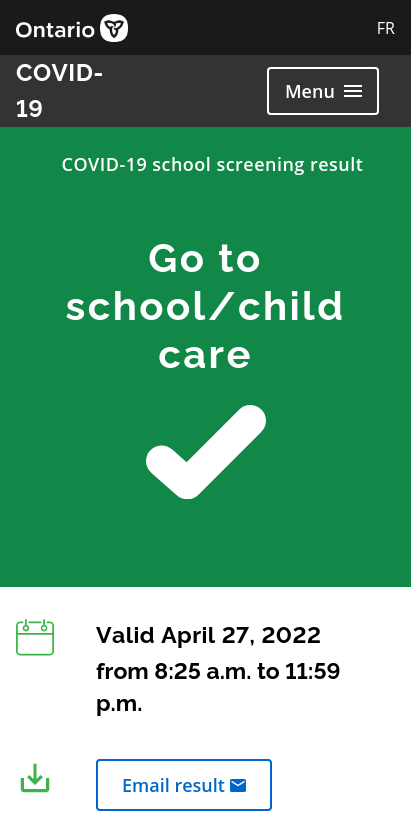 Ontario
FR
COVID-
19
Menu
COVID-19 school screening result
Go to
school/child
care
Valid April 27, 2022
from 8:25 a.m. to 11:59
p.m.
Email result